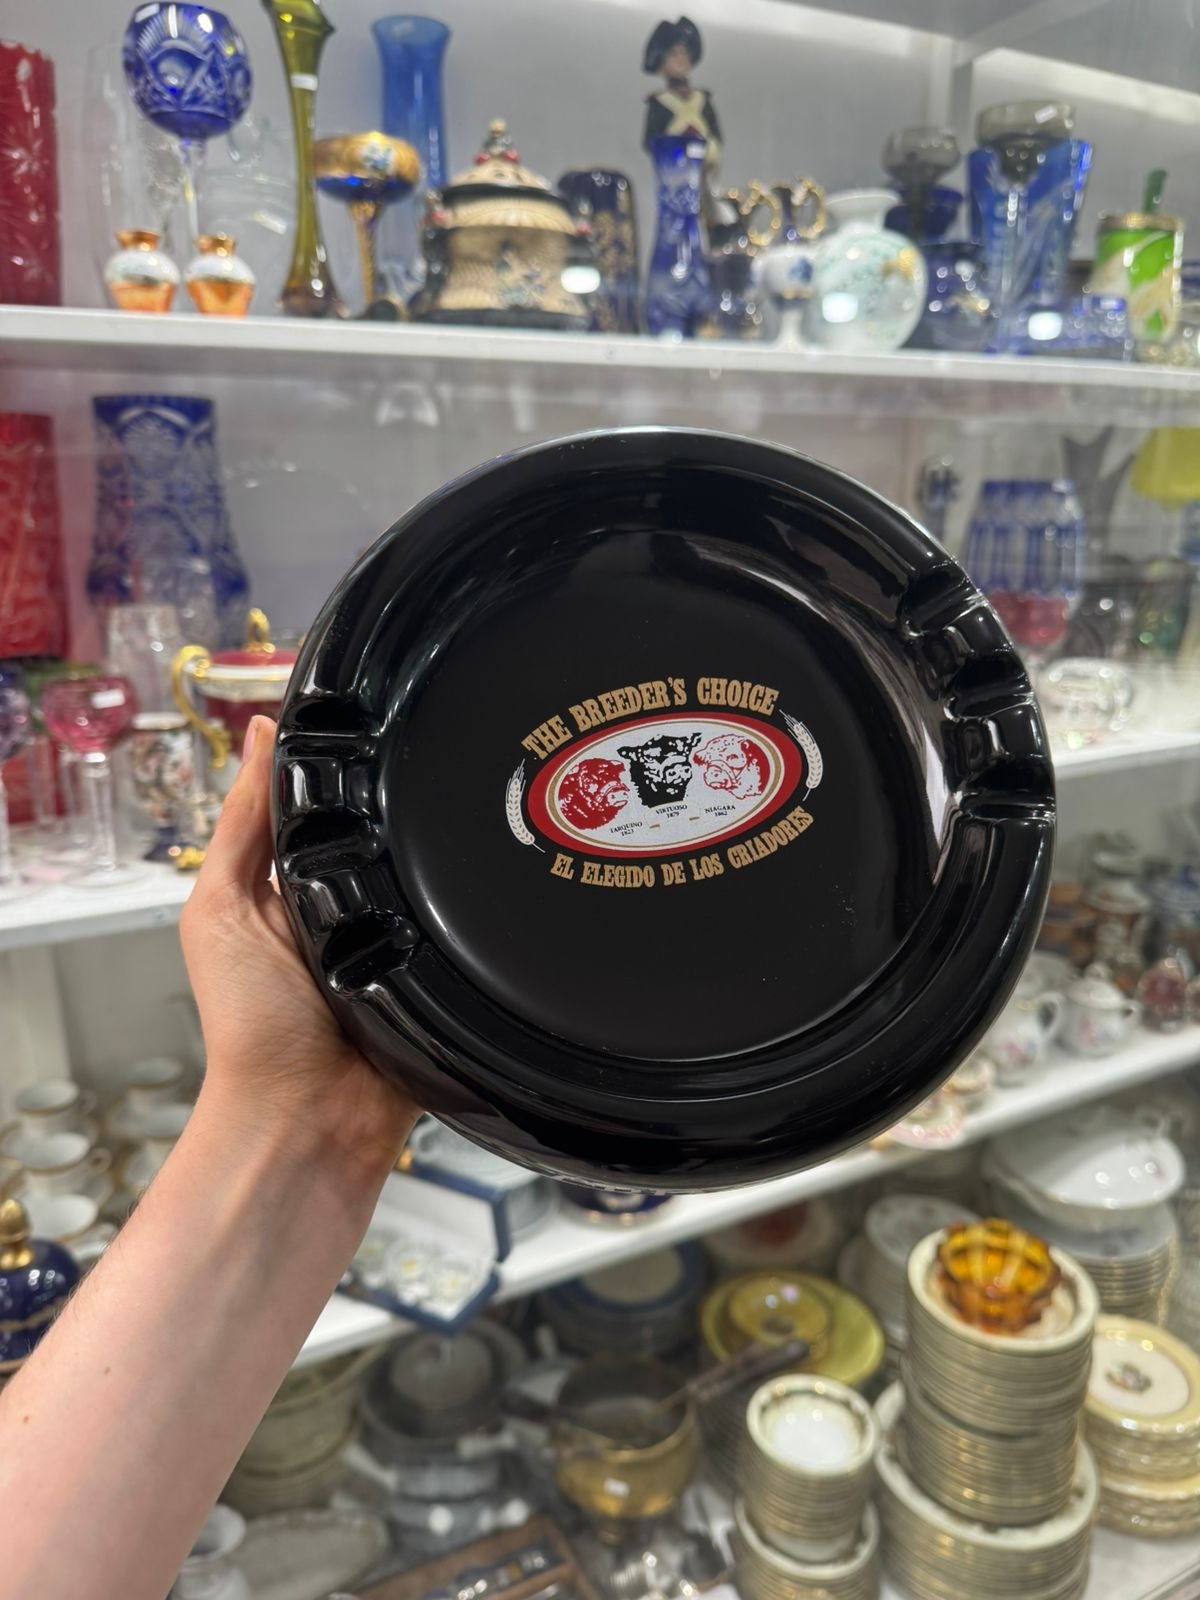 THE BREEDER'S CHOICE
TARQUINO
1823
VIRTUOSO
1879
NIAGARA
1862
EL ELEGIDO DE LOS CRIADORES